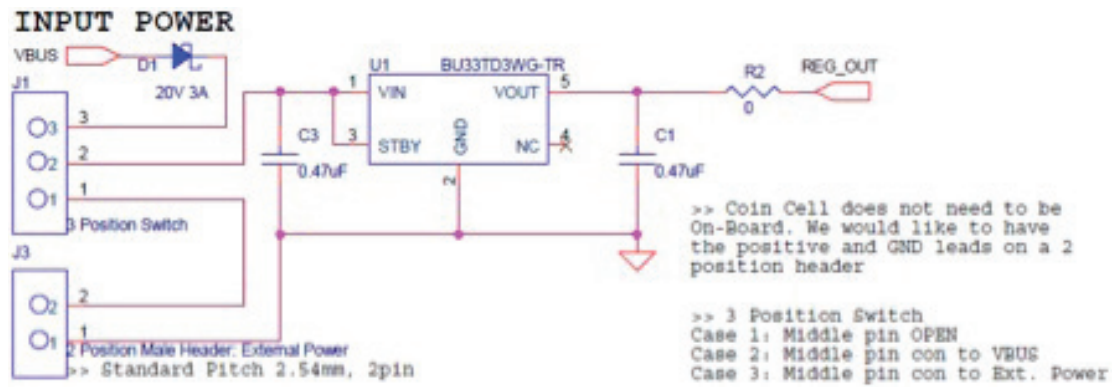 INPUT POWER
VBUS
D1
20V 3A
J1
3
2
1
O3
O2
O1
3 Position Switch
J3
2
1
O2
O1
2 Position Male Header; External Power
>> Standard Pitch 2.54mm, 2pin
C3
0.47uF
U1
BU33TD3WG-TR
1
VIN
VOUT
5
3
STBY
GND
NC
4
2
C1
0.47uF
R2
0
REG_OUT
>> Coin Cell does not need to be
On-Board. We would like to have
the positive and GND leads on a 2
position header
>> 3 Position Switch
Case 1: Middle pin OPEN
Case 2: Middle pin con to VBUS
Case 3: Middle pin con to Ext. Power